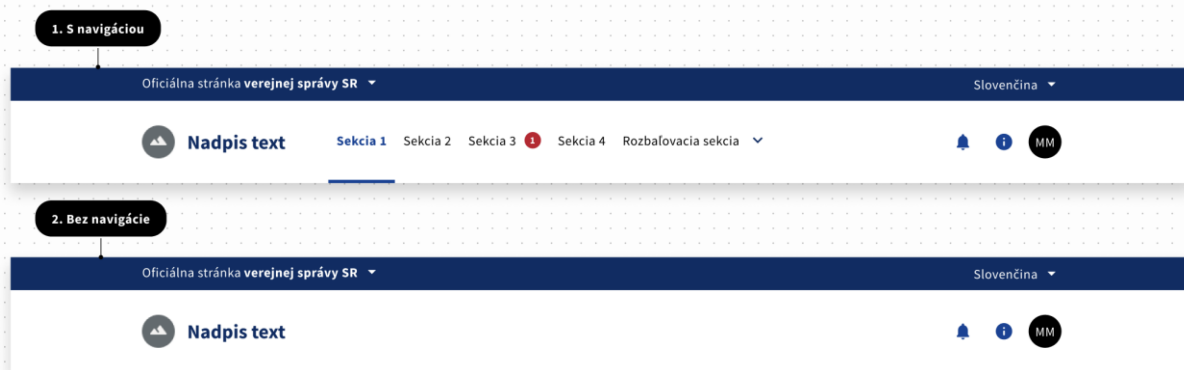 1. S navigáciou
Oficiálna stránka verejnej správy SR
Slovenčina
Nadpis text
Sekcia 1
Sekcia 2
Sekcia 3
1
Sekcia 4
Rozbaľovacia sekcia
MM
2. Bez navigácie
Oficiálna stránka verejnej správy SR
Slovenčina
Nadpis text
MM